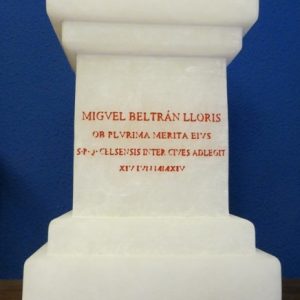 MIGVEL BELTRÁN LLORIS
OB PLVRIMA MERITA EIVS
CELSENSIS INTER CIVES ADLEGIT